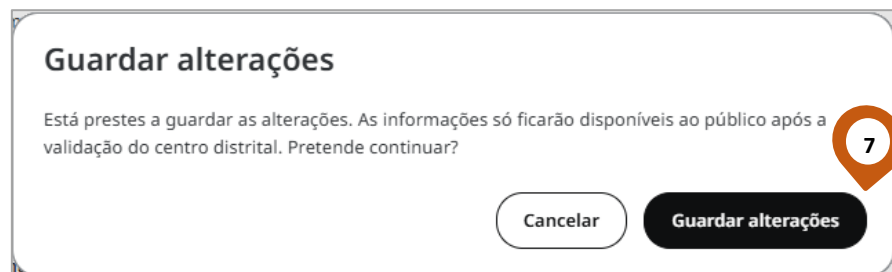 Guardar alterações
Está prestes a guardar as alterações. As informações só ficarão disponíveis ao público após a
validação do centro distrital. Pretende continuar?
7
Cancelar
Guardar alterações